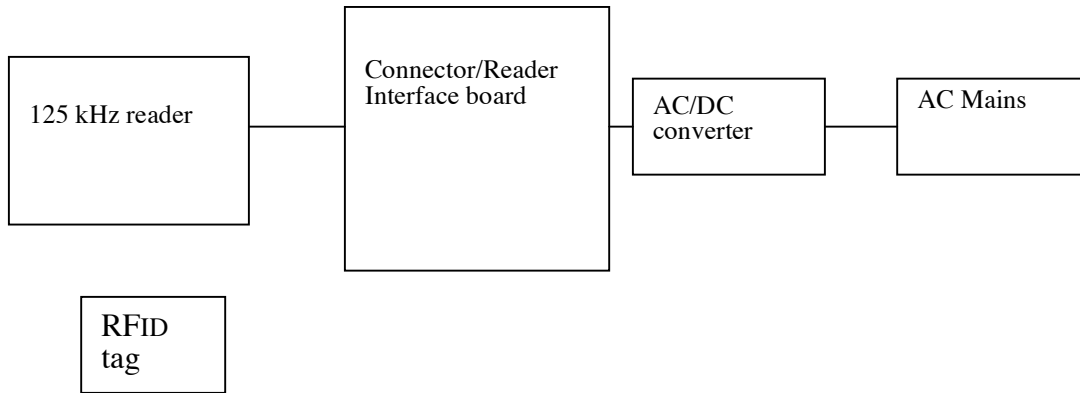 125 kHz reader
Connector/Reader
Interface board
AC/DC
converter
AC Mains
RFID
tag